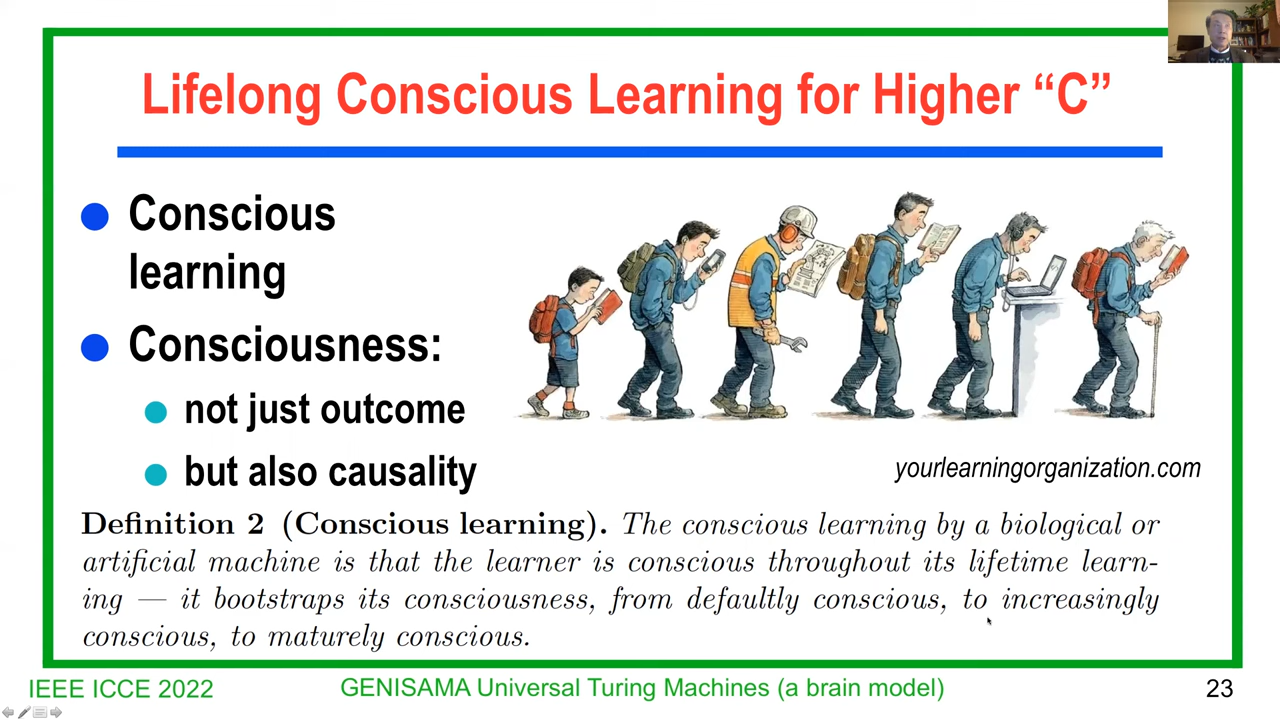 Lifelong Conscious Learning for Higher “C”
Conscious
learning
Consciousness:
not just outcome
but also causality
yourlearningorganization.com
Definition 2 (Conscious learning). The conscious learning by a biological or
artificial machine is that the learner is conscious throughout its lifetime learn-
ing — it bootstraps its consciousness, from defaultly conscious, to increasingly
conscious, to maturely conscious.
IEEE ICCE 2022
GENISAMA Universal Turing Machines (a brain model)
23